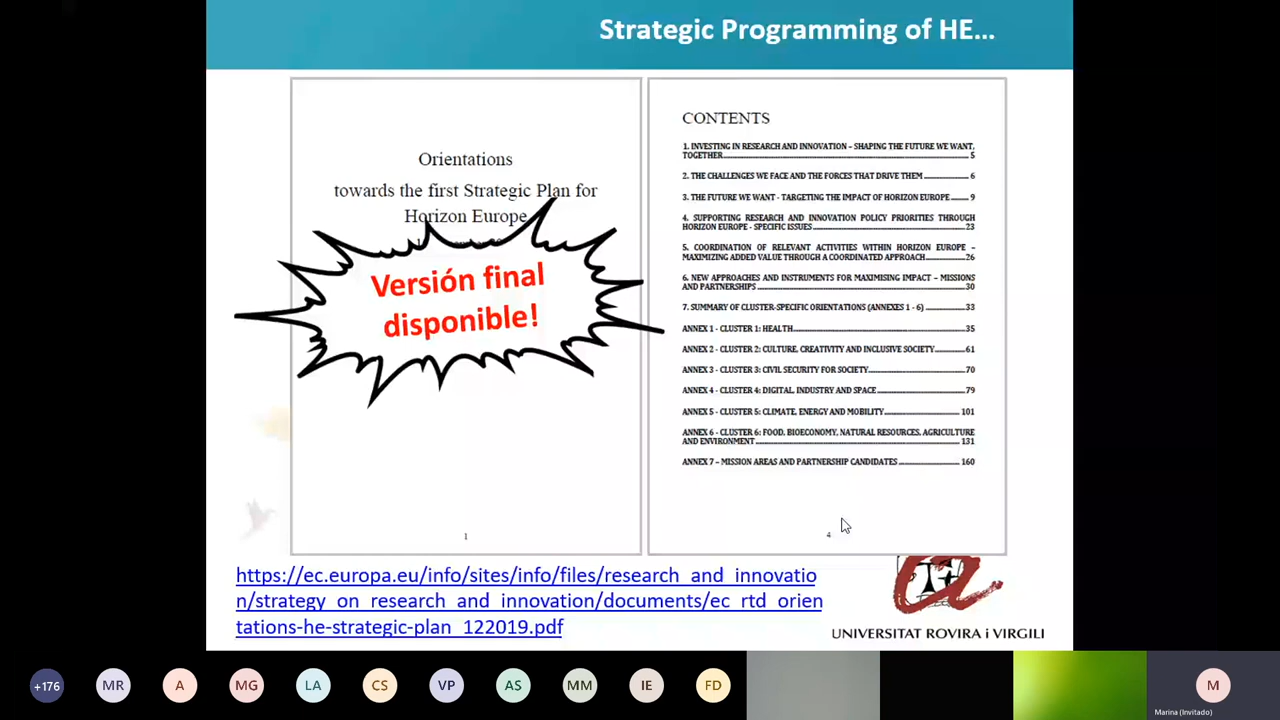 Strategic Programming of HE...
Orientations
towards the first Strategic Plan for
Horizon Europe
Versión final
disponible!
1
CONTENTS
1. INVESTING IN RESEARCH AND INNOVATION – SHAPING THE FUTURE WE WANT,
TOGETHER 5
2. THE CHALLENGES WE FACE AND THE FORCES THAT DRIVE THEM 6
3. THE FUTURE WE WANT - TARGETING THE IMPACT OF HORIZON EUROPE 9
4. SUPPORTING RESEARCH AND INNOVATION POLICY PRIORITIES THROUGH
HORIZON EUROPE - SPECIFIC ISSUES 23
5. COORDINATION OF RELEVANT ACTIVITIES WITHIN HORIZON EUROPE –
MAXIMIZING ADDED VALUE THROUGH A COORDINATED APPROACH 26
6. NEW APPROACHES AND INSTRUMENTS FOR MAXIMISING IMPACT – MISSIONS
AND PARTNERSHIPS 30
7. SUMMARY OF CLUSTER-SPECIFIC ORIENTATIONS (ANNEXES 1 - 6) 33
ANNEX 1 - CLUSTER 1: HEALTH 35
ANNEX 2 - CLUSTER 2: CULTURE, CREATIVITY AND INCLUSIVE SOCIETY 61
ANNEX 3 - CLUSTER 3: CIVIL SECURITY FOR SOCIETY 70
ANNEX 4 - CLUSTER 4: DIGITAL, INDUSTRY AND SPACE 79
ANNEX 5 - CLUSTER 5: CLIMATE, ENERGY AND MOBILITY 101
ANNEX 6 - CLUSTER 6: FOOD, BIOECONOMY, NATURAL RESOURCES, AGRICULTURE
AND ENVIRONMENT 131
ANNEX 7 – MISSION AREAS AND PARTNERSHIP CANDIDATES 160
4
https://ec.europa.eu/info/sites/info/files/research_and_innovatio
n/strategy_on_research_and_innovation/documents/ec_rtd_orien
tations-he-strategic-plan_122019.pdf
UNIVERSITAT ROVIRA i VIRGILI
+176 MR A MG LA CS VP AS MM IE FD M
Marina (Invitado)